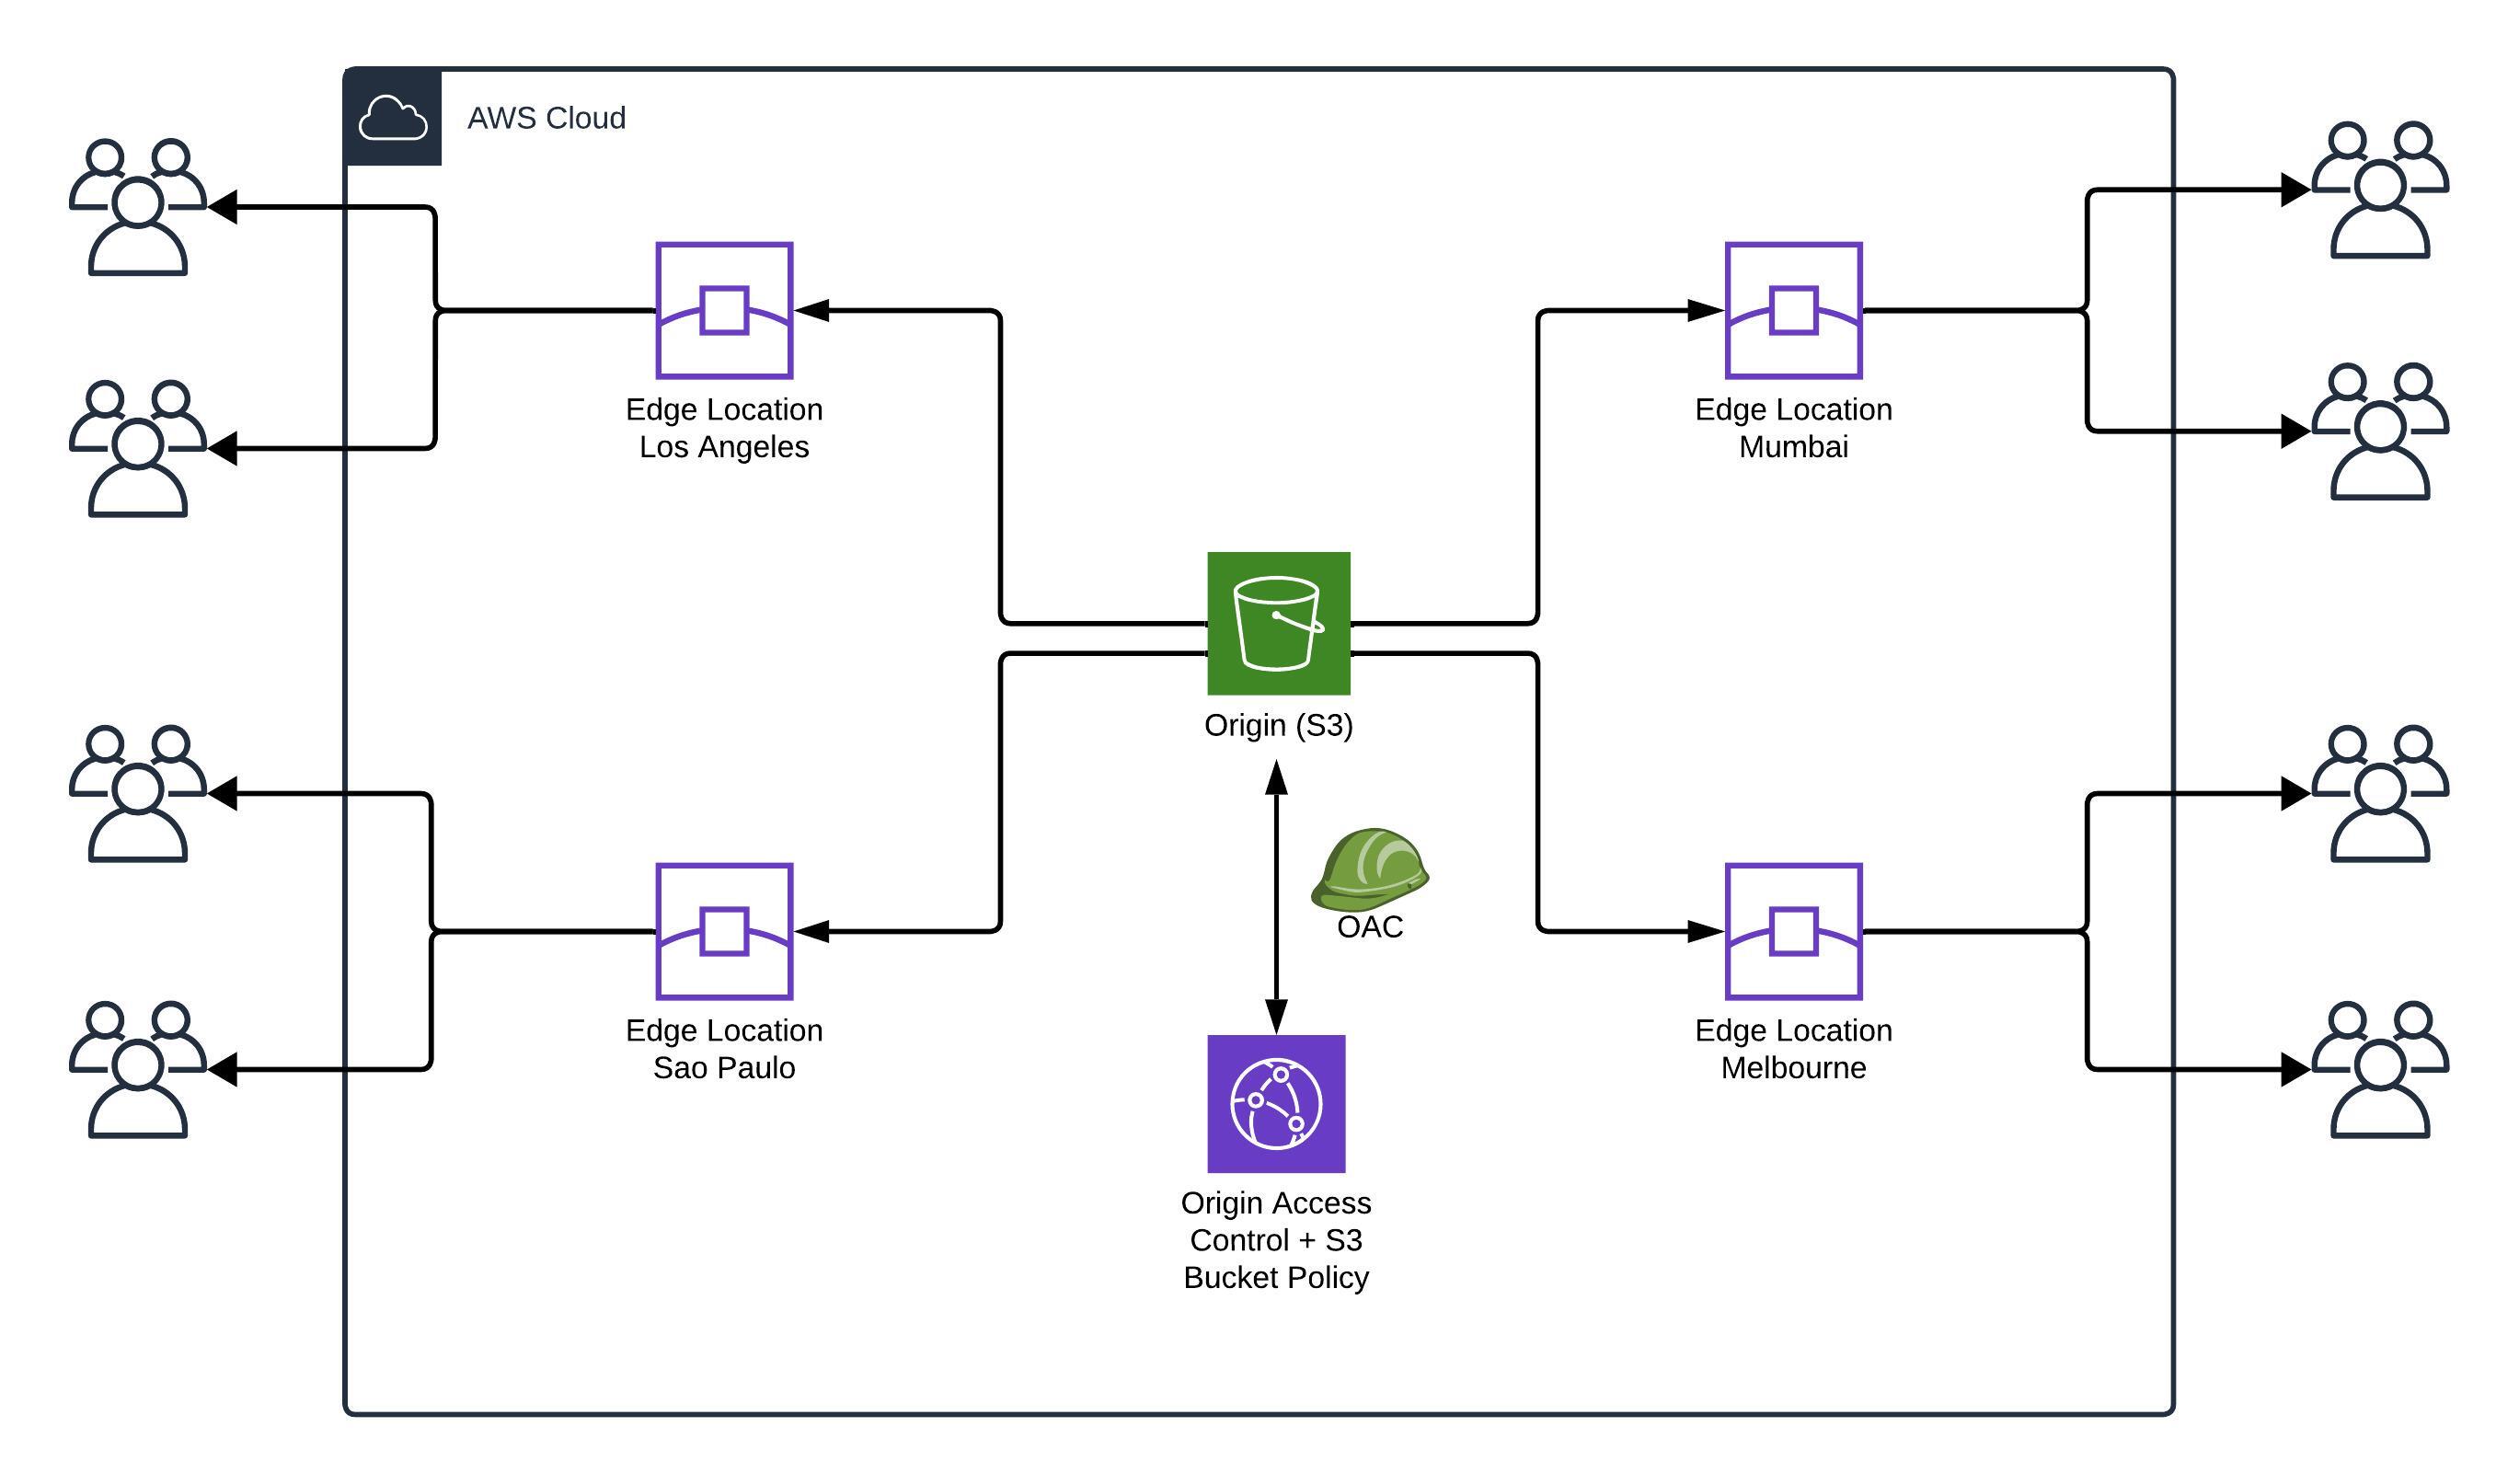 AWS Cloud
Edge Location
Los Angeles
Edge Location
Mumbai
Origin (S3)
OAC
Edge Location
Sao Paulo
Edge Location
Melbourne
Origin Access
Control + S3
Bucket Policy